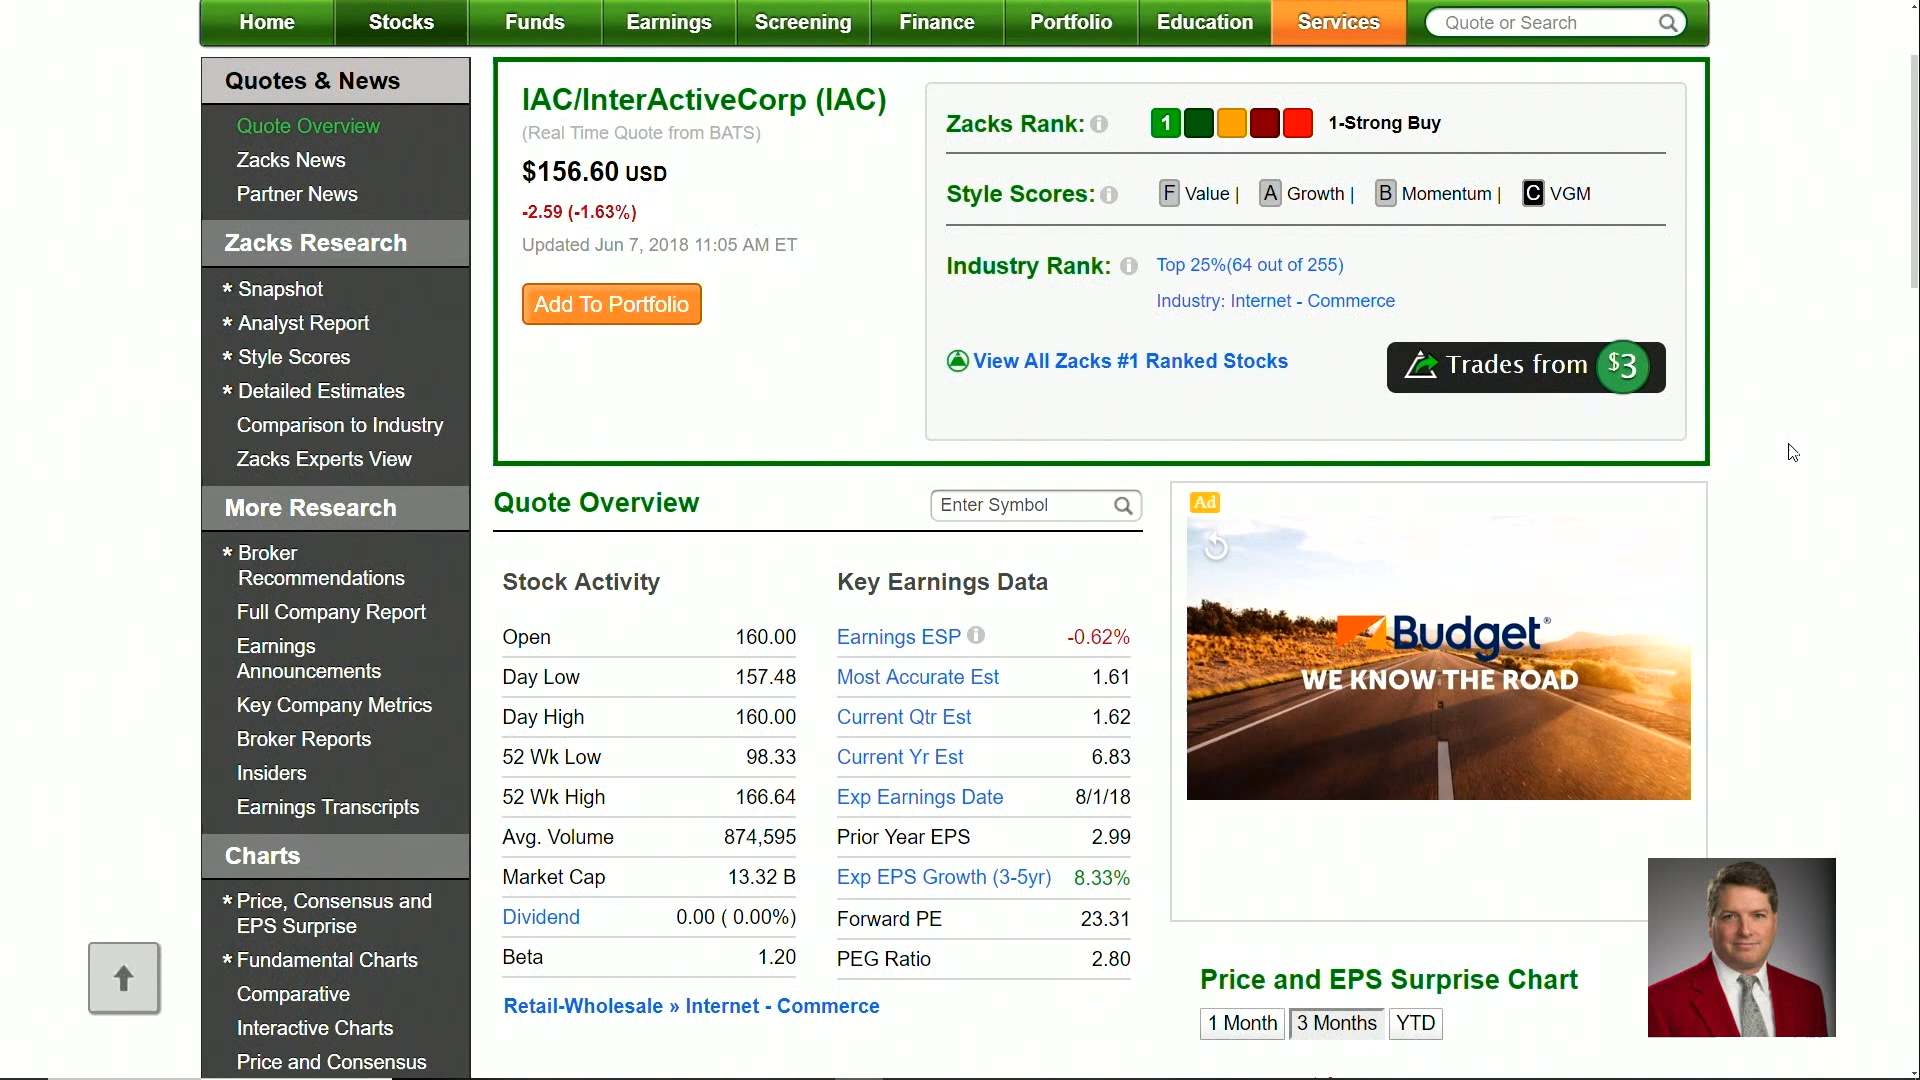 Home Stocks Funds Earnings Screening Finance Portfolio Education Services Quote or Search
Quotes & News
Quote Overview
Zacks News
Partner News
Zacks Research
* Snapshot
* Analyst Report
* Style Scores
* Detailed Estimates
Comparison to Industry
Zacks Experts View
More Research
* Broker
Recommendations
Full Company Report
Earnings
Announcements
Key Company Metrics
Broker Reports
Insiders
Earnings Transcripts
Charts
* Price, Consensus and
EPS Surprise
* Fundamental Charts
Comparative
Interactive Charts
Price and Consensus
IAC/InterActiveCorp (IAC)
(Real Time Quote from BATS)
$156.60 USD
-2.59 (-1.63%)
Updated Jun 7, 2018 11:05 AM ET
Add To Portfolio
Zacks Rank: 1 1-Strong Buy
Style Scores: F Value | A Growth | B Momentum | C VGM
Industry Rank: Top 25%(64 out of 255)
Industry: Internet - Commerce
View All Zacks #1 Ranked Stocks
Trades from $3
Quote Overview
Enter Symbol
Stock Activity
Open 160.00
Day Low 157.48
Day High 160.00
52 Wk Low 98.33
52 Wk High 166.64
Avg. Volume 874,595
Market Cap 13.32 B
Dividend 0.00 ( 0.00%)
Beta 1.20
Key Earnings Data
Earnings ESP -0.62%
Most Accurate Est 1.61
Current Qtr Est 1.62
Current Yr Est 6.83
Exp Earnings Date 8/1/18
Prior Year EPS 2.99
Exp EPS Growth (3-5yr) 8.33%
Forward PE 23.31
PEG Ratio 2.80
Retail-Wholesale » Internet - Commerce
Ad
Budget®
WE KNOW THE ROAD
Price and EPS Surprise Chart
1 Month 3 Months YTD